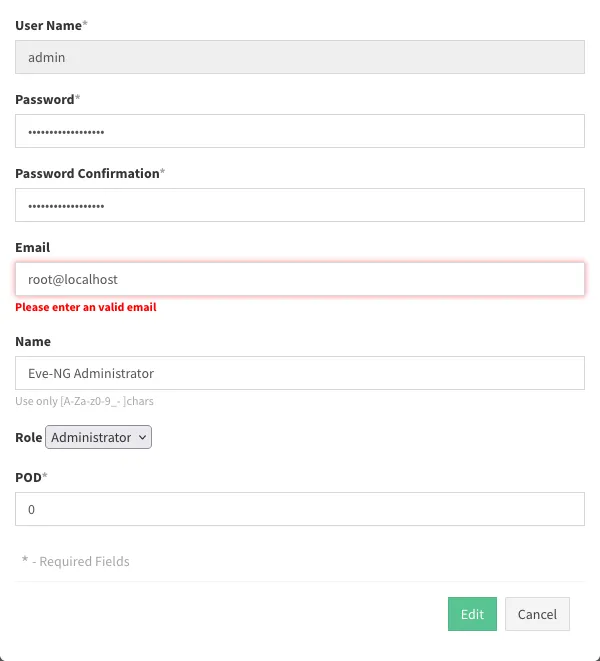 User Name*
admin
Password*
••••••••••••••••••
Password Confirmation*
••••••••••••••••••
Email
root@localhost
Please enter an valid email
Name
Eve-NG Administrator
Use only [A-Za-z0-9_- ]chars
Role Administrator
POD*
0
* - Required Fields
Edit Cancel